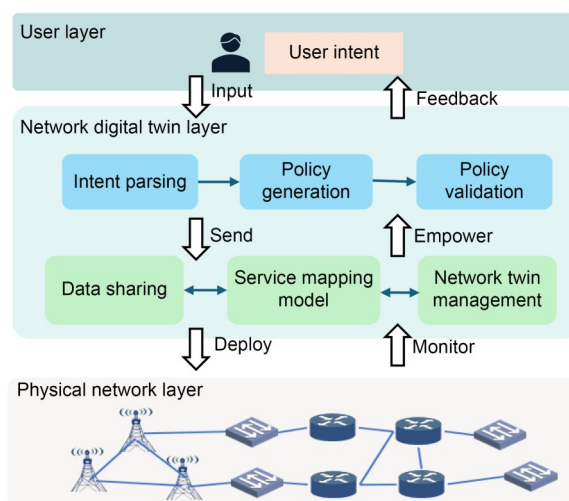 User layer
User intent
Input
Feedback
Network digital twin layer
Intent parsing
Policy
generation
Policy
validation
Send
Empower
Data sharing
Service mapping
model
Network twin
management
Deploy
Monitor
Physical network layer